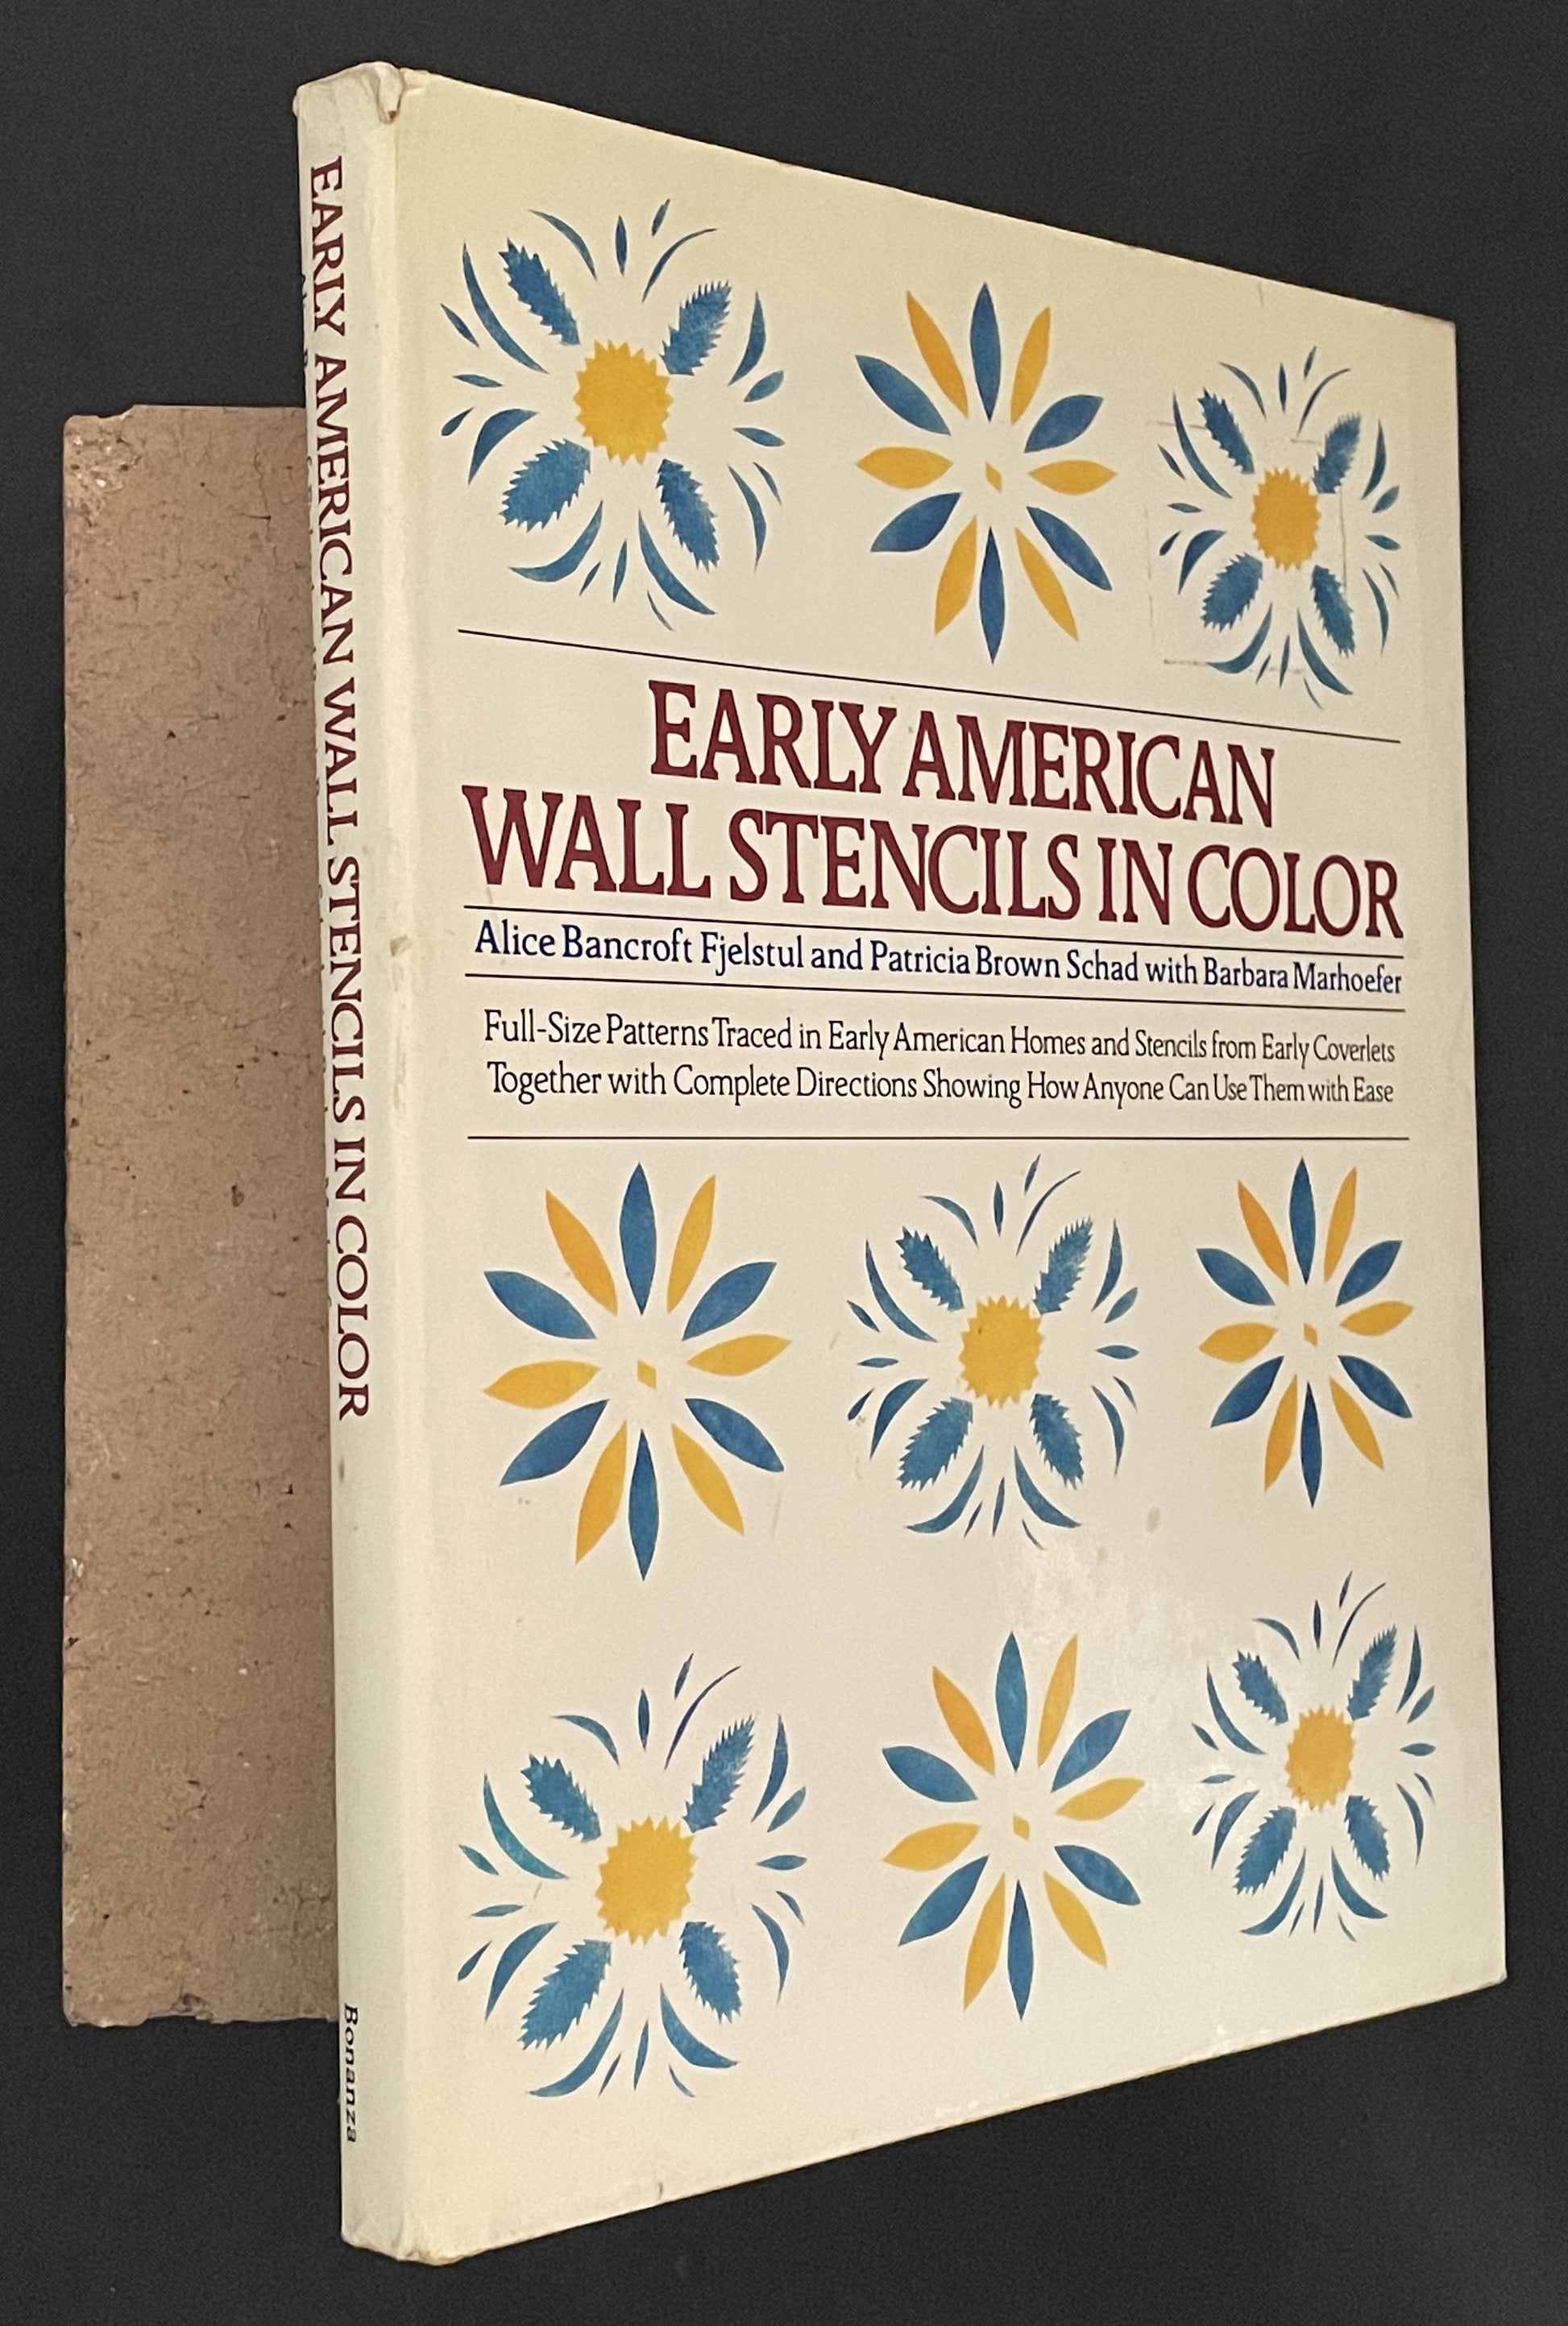 EARLY AMERICAN WALL STENCILS IN COLOR
Bonanza
EARLY AMERICAN
WALL STENCILS IN COLOR
Alice Bancroft Fjelstul and Patricia Brown Schad with Barbara Marhoefer
Full-Size Patterns Traced in Early American Homes and Stencils from Early Coverlets
Together with Complete Directions Showing How Anyone Can Use Them with Ease